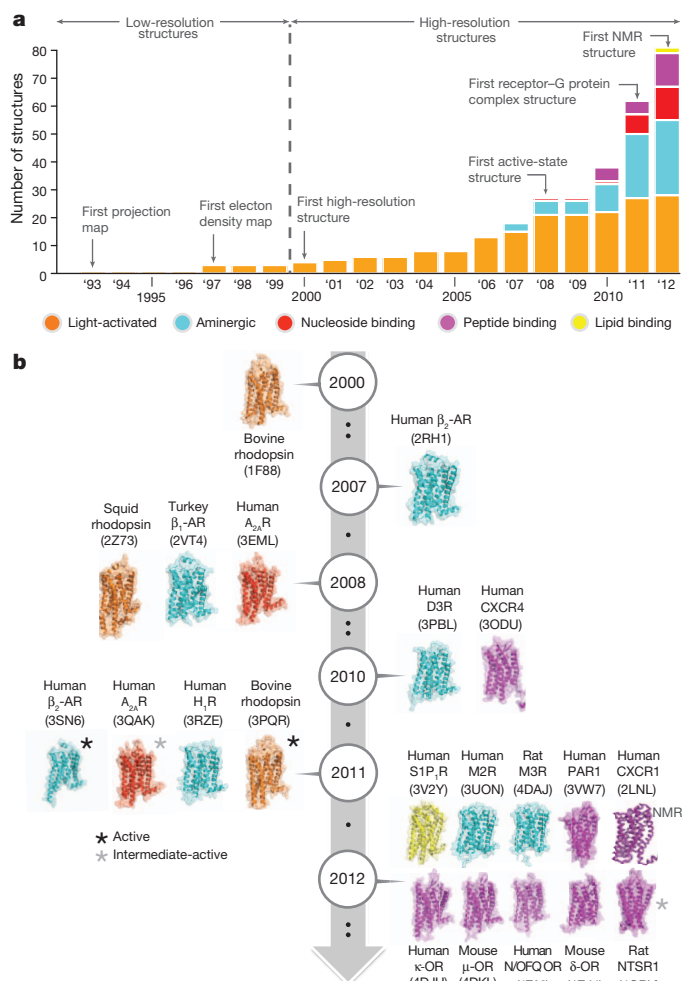 a
Low-resolution
structures
High-resolution
structures
First NMR
structure
First receptor–G protein
complex structure
First active-state
structure
First projection
map
First electon
density map
First high-resolution
structure
Number of structures
80
70
60
50
40
30
20
10
0
'93 '94 '96 '97 '98 '99 '01 '02 '03 '04 '06 '07 '08 '09 '11 '12
1995 2000 2005 2010
Light-activated Aminergic Nucleoside binding Peptide binding Lipid binding
b
2000
Bovine
rhodopsin
(1F88)
Human β2-AR
(2RH1)
2007
Squid
rhodopsin
(2Z73)
Turkey
β1-AR
(2VT4)
Human
A2AR
(3EML)
2008
Human
D3R
(3PBL)
Human
CXCR4
(3ODU)
2010
Human
β2-AR
(3SN6)
Human
A2AR
(3QAK)
Human
H1R
(3RZE)
Bovine
rhodopsin
(3PQR)
2011
* Active
* Intermediate-active
Human
S1P1R
(3V2Y)
Human
M2R
(3UON)
Rat
M3R
(4DAJ)
Human
PAR1
(3VW7)
Human
CXCR1
(2LNL)
NMR
2012
Human
κ-OR
Mouse
μ-OR
Human
N/OFQ OR
Mouse
δ-OR
Rat
NTSR1